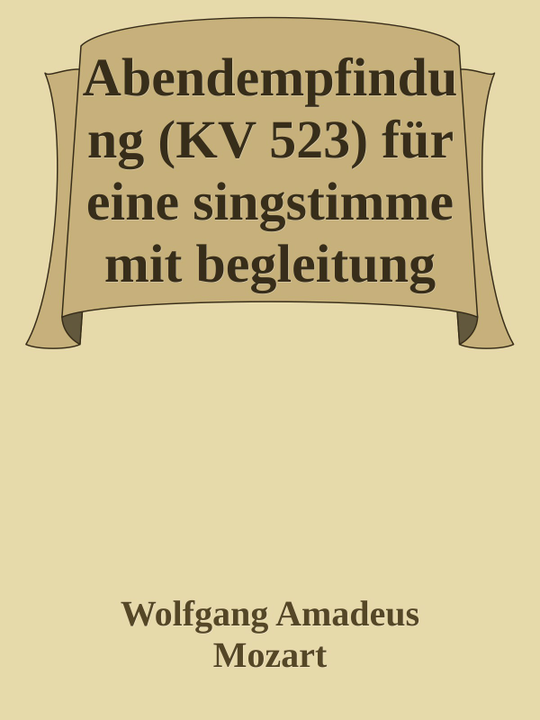 Abendempfindu
ng (KV 523) für
eine singstimme
mit begleitung
Wolfgang Amadeus
Mozart